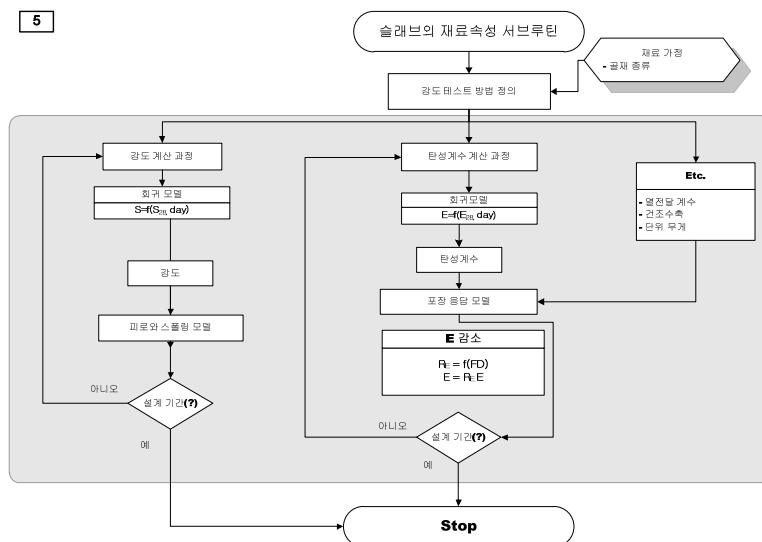 5
슬래브의 재료속성 서브루틴
재료 가정
- 골재 종류
강도 테스트 방법 정의
강도 계산 과정
회귀 모델
S=f(S28, day)
강도
피로와 스폴링 모델
아니오
설계 기간(?)
예
탄성계수 계산 과정
회귀모델
E=f(E28, day)
탄성계수
포장 응답 모델
E 감소
RE = f(FD)
E = RE E
아니오
설계 기간(?)
예
Etc.
- 열전달 계수
- 건조수축
- 단위 무게
Stop